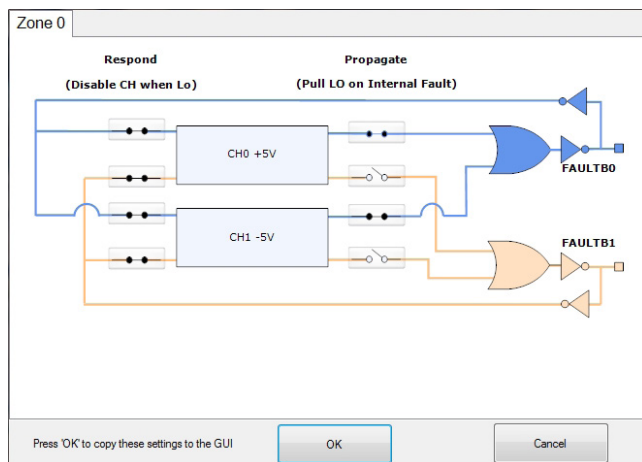 Zone 0
Respond
Propagate
(Disable CH when Lo)
(Pull LO on Internal Fault)
CH0 +5V
FAULTB0
CH1 -5V
FAULTB1
Press 'OK' to copy these settings to the GUI
OK
Cancel